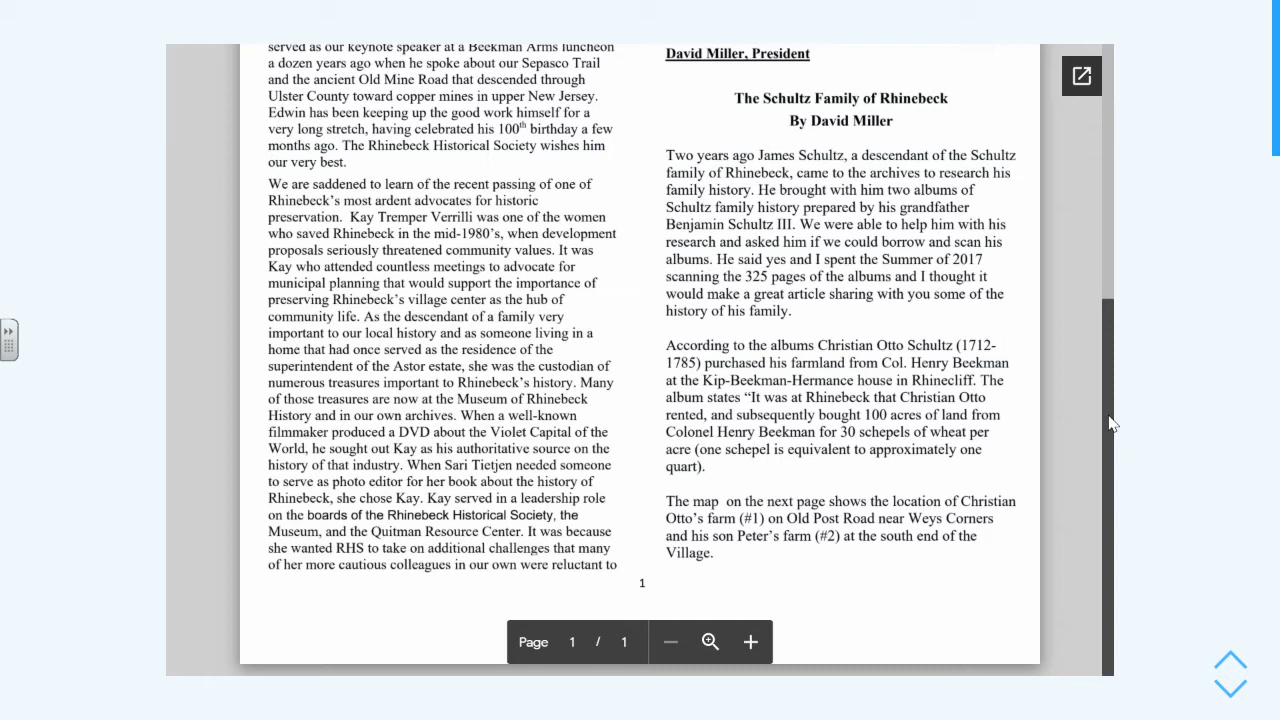 served as our keynote speaker at a Beekman Arms luncheon
a dozen years ago when he spoke about our Sepasco Trail
and the ancient Old Mine Road that descended through
Ulster County toward copper mines in upper New Jersey.
Edwin has been keeping up the good work himself for a
very long stretch, having celebrated his 100th birthday a few
months ago. The Rhinebeck Historical Society wishes him
our very best.
We are saddened to learn of the recent passing of one of
Rhinebeck’s most ardent advocates for historic
preservation.  Kay Tremper Verrilli was one of the women
who saved Rhinebeck in the mid-1980’s, when development
proposals seriously threatened community values. It was
Kay who attended countless meetings to advocate for
municipal planning that would support the importance of
preserving Rhinebeck’s village center as the hub of
community life. As the descendant of a family very
important to our local history and as someone living in a
home that had once served as the residence of the
superintendent of the Astor estate, she was the custodian of
numerous treasures important to Rhinebeck’s history. Many
of those treasures are now at the Museum of Rhinebeck
History and in our own archives. When a well-known
filmmaker produced a DVD about the Violet Capital of the
World, he sought out Kay as his authoritative source on the
history of that industry. When Sari Tietjen needed someone
to serve as photo editor for her book about the history of
Rhinebeck, she chose Kay. Kay served in a leadership role
on the boards of the Rhinebeck Historical Society, the
Museum, and the Quitman Resource Center. It was because
she wanted RHS to take on additional challenges that many
of her more cautious colleagues in our own were reluctant to
David Miller, President
The Schultz Family of Rhinebeck
By David Miller
Two years ago James Schultz, a descendant of the Schultz
family of Rhinebeck, came to the archives to research his
family history. He brought with him two albums of
Schultz family history prepared by his grandfather
Benjamin Schultz III. We were able to help him with his
research and asked him if we could borrow and scan his
albums. He said yes and I spent the Summer of 2017
scanning the 325 pages of the albums and I thought it
would make a great article sharing with you some of the
history of his family.
According to the albums Christian Otto Schultz (1712-
1785) purchased his farmland from Col. Henry Beekman
at the Kip-Beekman-Hermance house in Rhinecliff. The
album states “It was at Rhinebeck that Christian Otto
rented, and subsequently bought 100 acres of land from
Colonel Henry Beekman for 30 schepels of wheat per
acre (one schepel is equivalent to approximately one
quart).
The map  on the next page shows the location of Christian
Otto’s farm (#1) on Old Post Road near Weys Corners
and his son Peter’s farm (#2) at the south end of the
Village.
1
Page 1 / 1